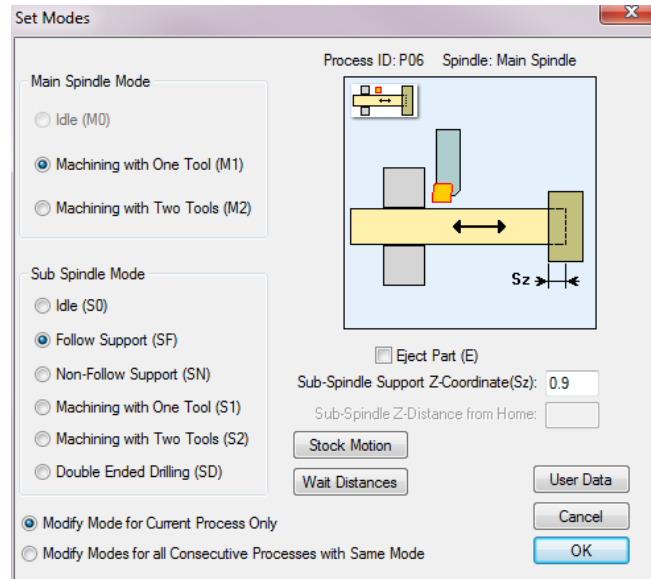 Set Modes
Process ID: P06 Spindle: Main Spindle
Main Spindle Mode
Idle (M0)
Machining with One Tool (M1)
Machining with Two Tools (M2)
Sz
Sub Spindle Mode
Idle (S0)
Follow Support (SF)
Non-Follow Support (SN)
Machining with One Tool (S1)
Machining with Two Tools (S2)
Double Ended Drilling (SD)
Eject Part (E)
Sub-Spindle Support Z-Coordinate(Sz): 0.9
Sub-Spindle Z-Distance from Home:
Stock Motion
Wait Distances
User Data
Cancel
OK
Modify Mode for Current Process Only
Modify Modes for all Consecutive Processes with Same Mode